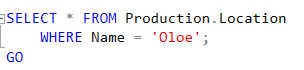 SELECT * FROM Production.Location
    WHERE Name = 'Oloe';
GO